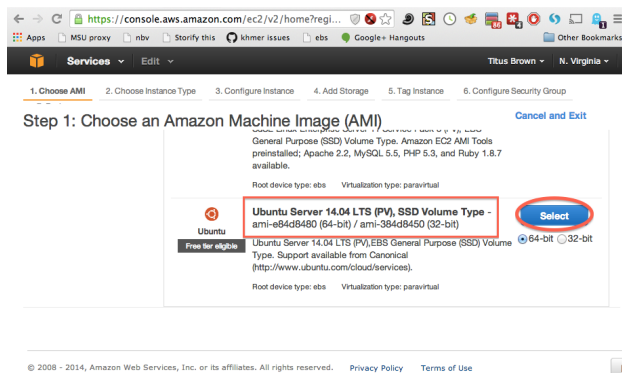 https://console.aws.amazon.com/ec2/v2/home?regi...
Apps MSU proxy nbv Storify this khmer issues ebs Google+ Hangouts Other Bookmarks
Services Edit Titus Brown N. Virginia
1. Choose AMI 2. Choose Instance Type 3. Configure Instance 4. Add Storage 5. Tag Instance 6. Configure Security Group
Step 1: Choose an Amazon Machine Image (AMI) Cancel and Exit
General Purpose (SSD) Volume Type. Amazon EC2 AMI Tools
preinstalled; Apache 2.2, MySQL 5.5, PHP 5.3, and Ruby 1.8.7
available.
Root device type: ebs Virtualization type: paravirtual
Ubuntu Server 14.04 LTS (PV), SSD Volume Type - Select
ami-e84d8480 (64-bit) / ami-384d8450 (32-bit)
Ubuntu
Free tier eligible
64-bit 32-bit
Ubuntu Server 14.04 LTS (PV),EBS General Purpose (SSD) Volume
Type. Support available from Canonical
(http://www.ubuntu.com/cloud/services).
Root device type: ebs Virtualization type: paravirtual
© 2008 - 2014, Amazon Web Services, Inc. or its affiliates. All rights reserved. Privacy Policy Terms of Use